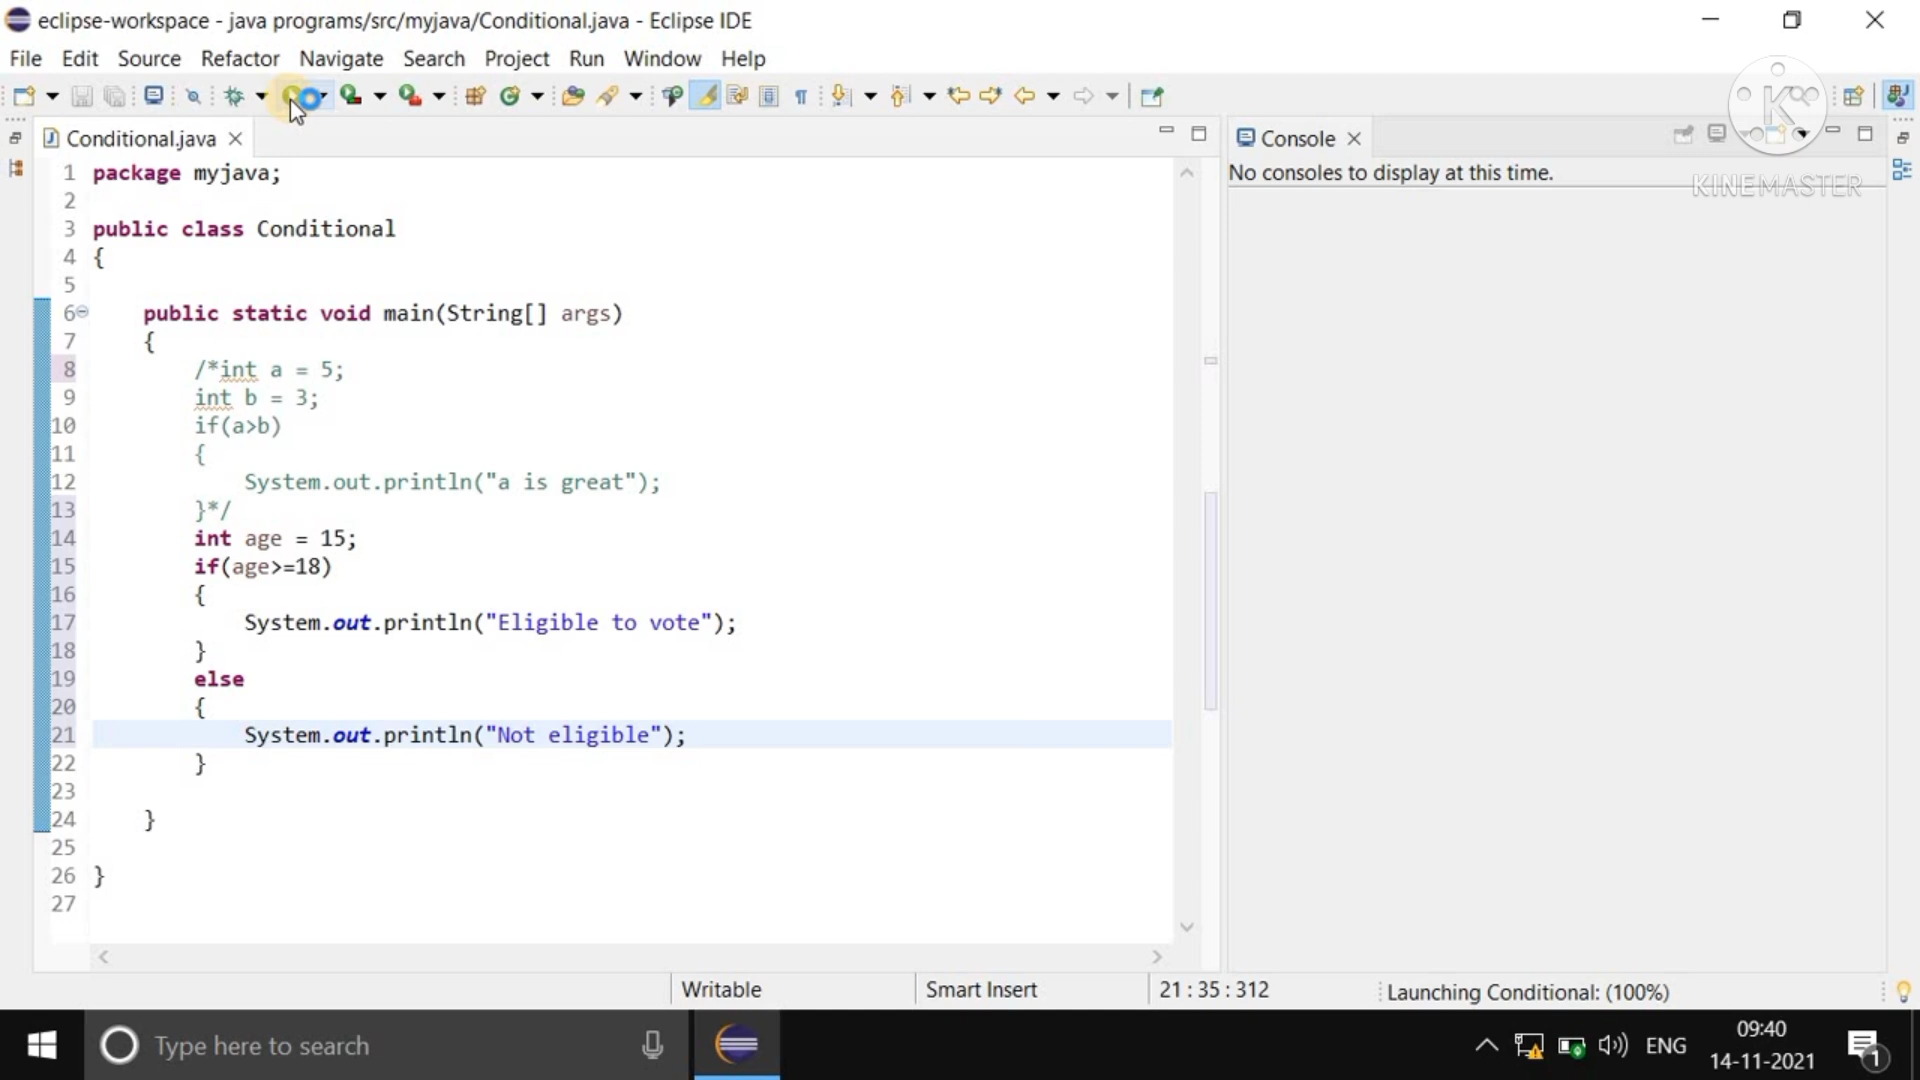 eclipse-workspace - java programs/src/myjava/Conditional.java - Eclipse IDE
File Edit Source Refactor Navigate Search Project Run Window Help
Conditional.java
Console
No consoles to display at this time.
KINEMASTER
1 package myjava;
2
3 public class Conditional
4 {
5
6 public static void main(String[] args)
7 {
8 /*int a = 5;
9 int b = 3;
10 if(a>b)
11 {
12 System.out.println("a is great");
13 }*/
14 int age = 15;
15 if(age>=18)
16 {
17 System.out.println("Eligible to vote");
18 }
19 else
20 {
21 System.out.println("Not eligible");
22 }
23
24 }
25
26 }
27
Writable Smart Insert 21 : 35 : 312 Launching Conditional: (100%)
Type here to search
ENG
09:40
14-11-2021
1